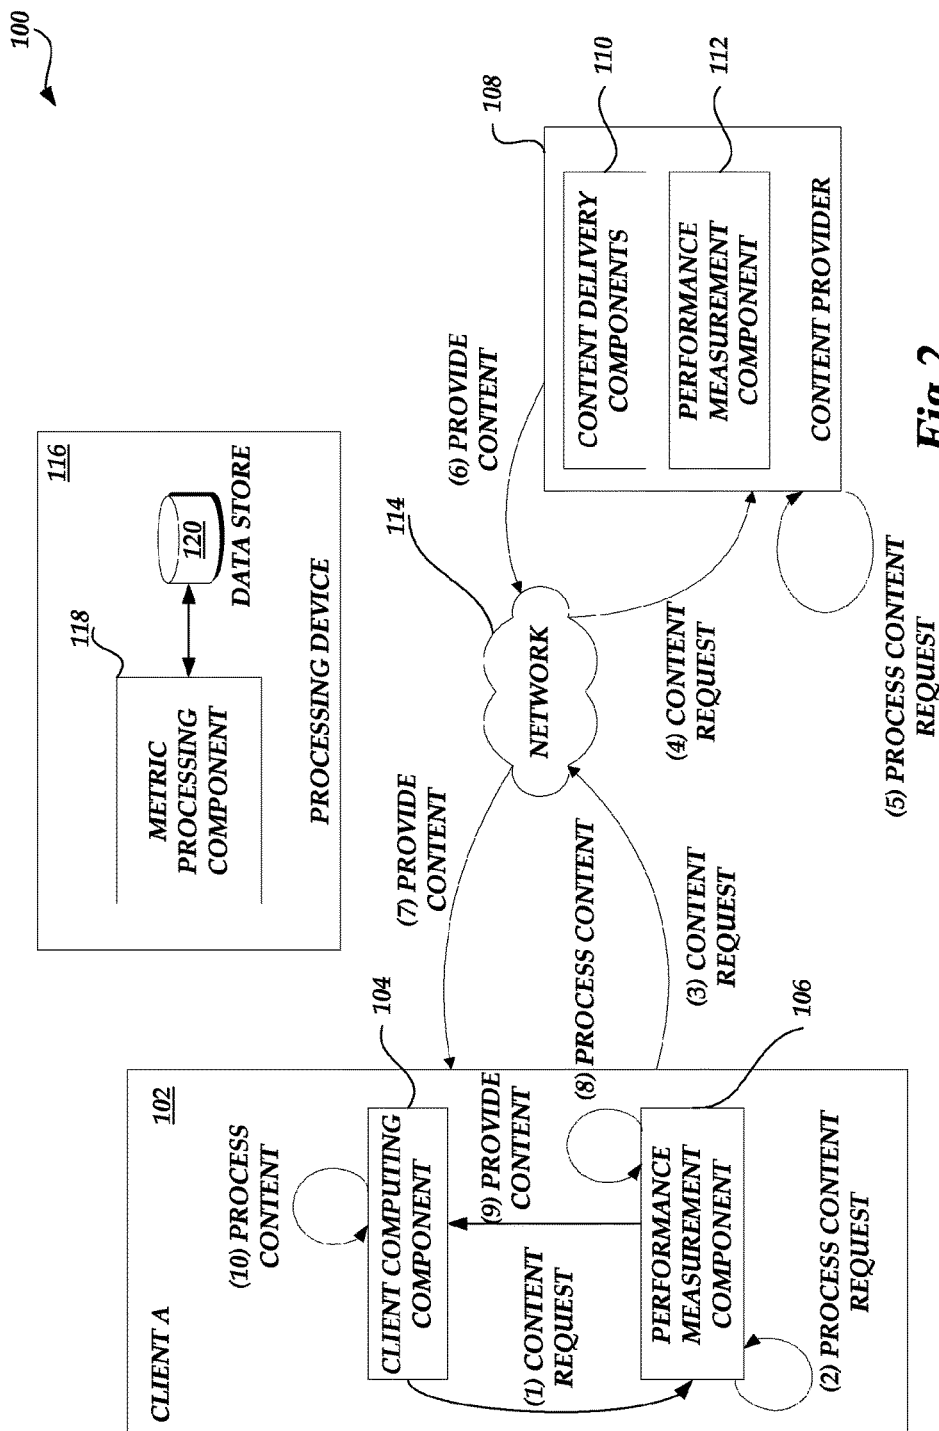 100
116
118
METRIC
PROCESSING
COMPONENT
120
DATA STORE
PROCESSING DEVICE
CLIENT A
102
(10) PROCESS
CONTENT
104
CLIENT COMPUTING
COMPONENT
(1) CONTENT
REQUEST
(9) PROVIDE
CONTENT
(8) PROCESS CONTENT
106
PERFORMANCE
MEASUREMENT
COMPONENT
(2) PROCESS CONTENT
REQUEST
(7) PROVIDE
CONTENT
(3) CONTENT
REQUEST
114
NETWORK
(6) PROVIDE
CONTENT
(4) CONTENT
REQUEST
108
110
CONTENT DELIVERY
COMPONENTS
112
PERFORMANCE
MEASUREMENT
COMPONENT
CONTENT PROVIDER
(5) PROCESS CONTENT
REQUEST
Fig. 2